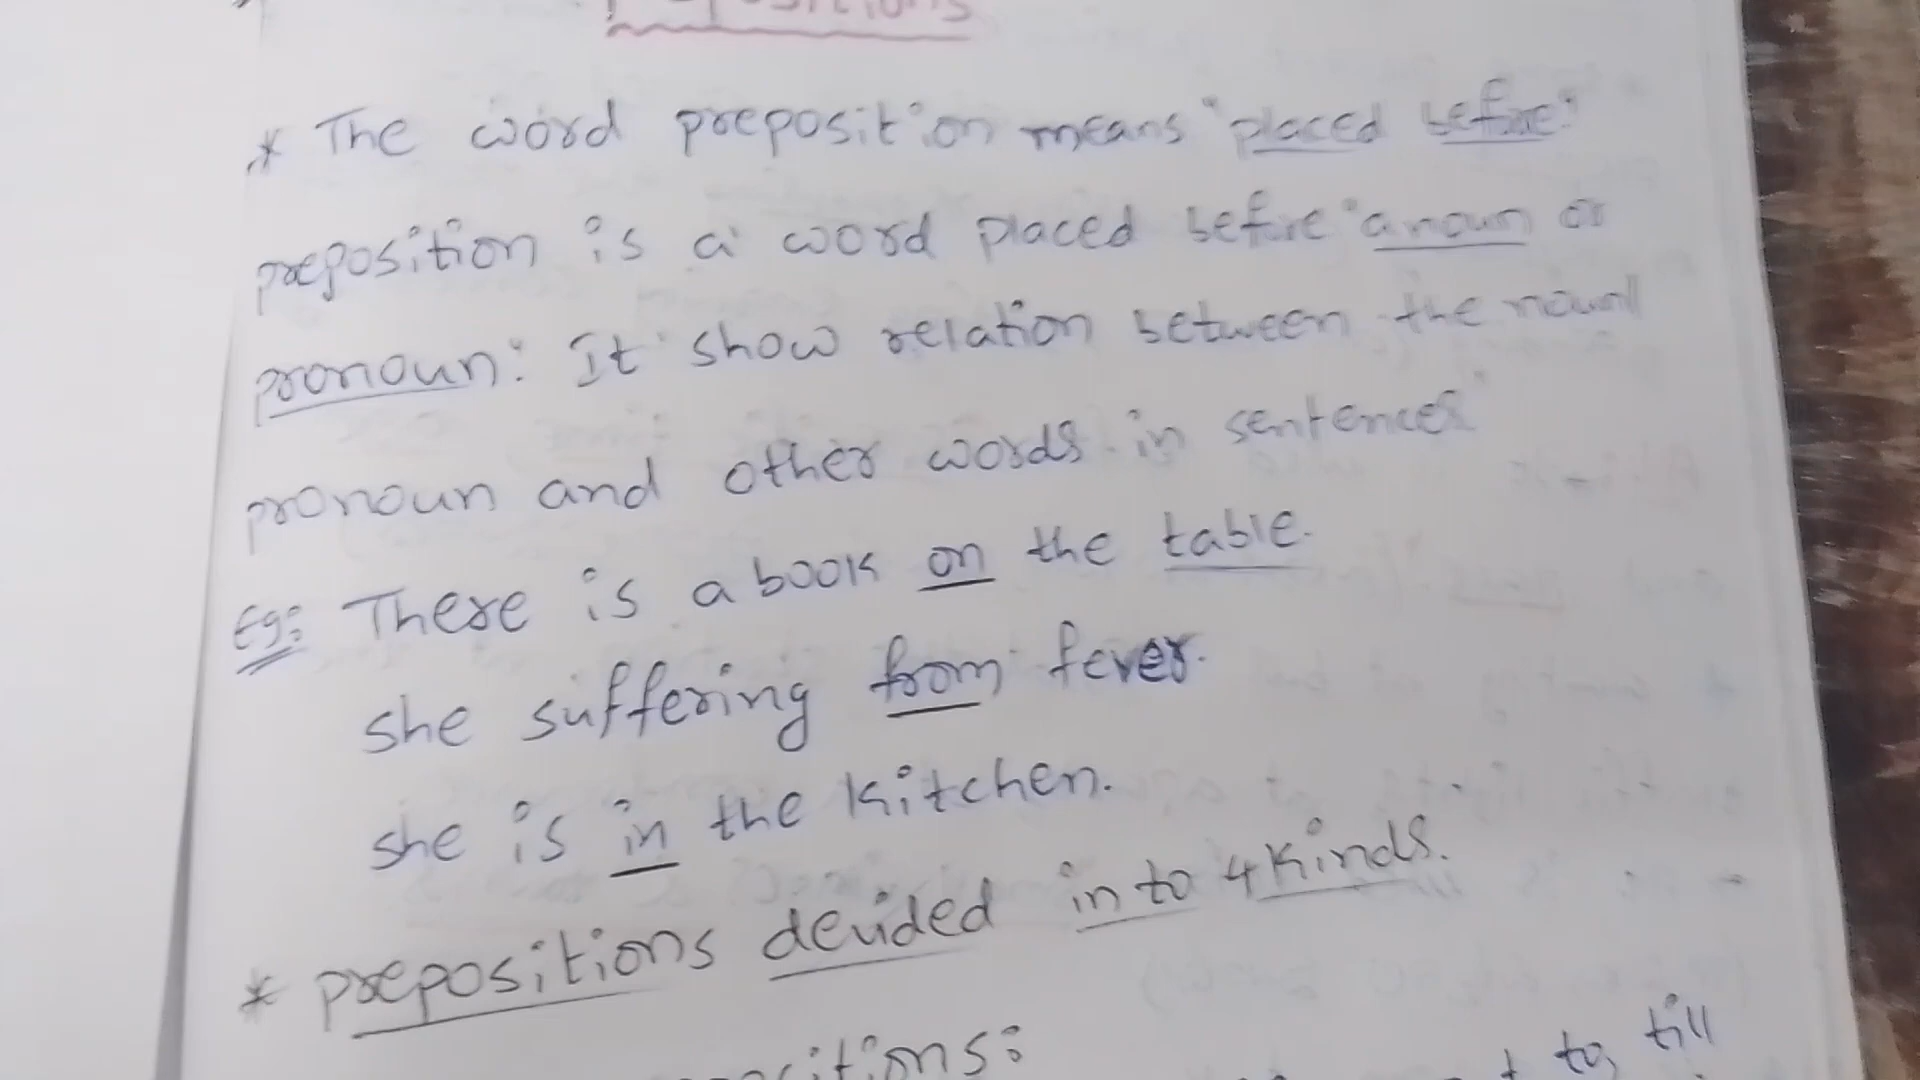 * The word preposition means "placed before"
preposition is a word placed before "a noun or
pronoun: It show relation between the noun
pronoun and other words in sentences"
Eg: There is a book on the table.
she suffering from fever.
she is in the kitchen.
* prepositions devided in to 4 kinds.
to, till